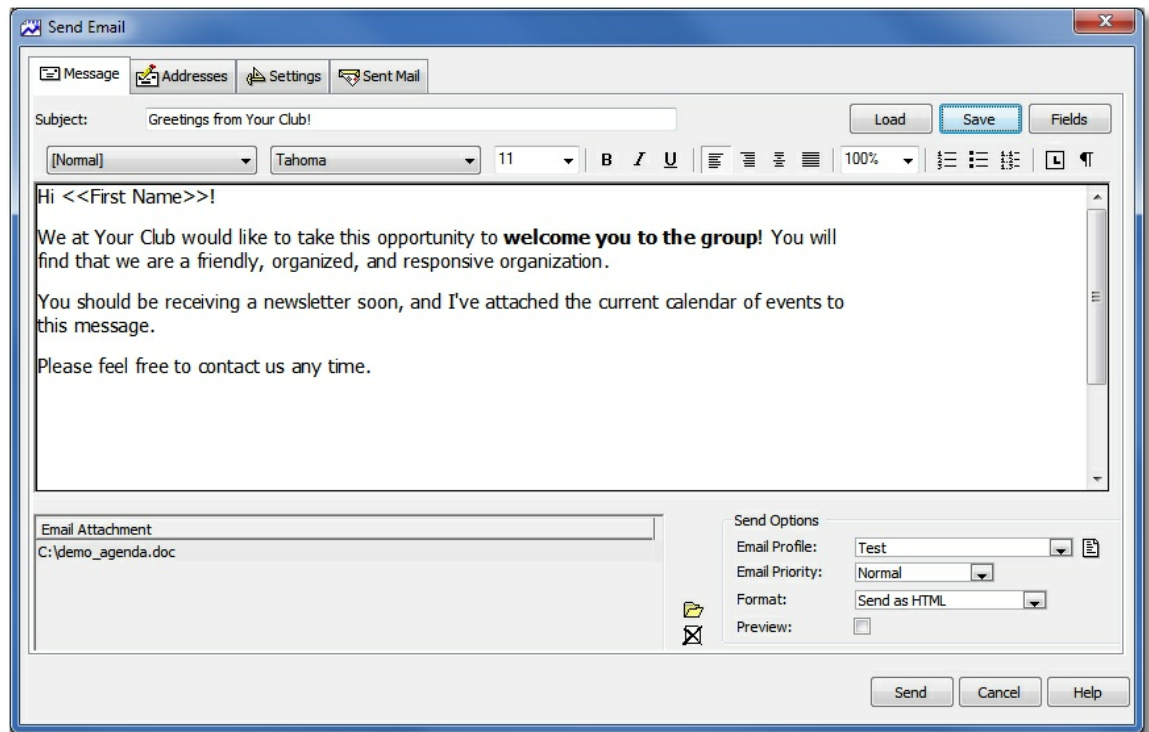 Send Email
Message Addresses Settings Sent Mail
Subject: Greetings from Your Club! Load Save Fields
[Normal] Tahoma 11 B I U 100%
Hi <<First Name>>!
We at Your Club would like to take this opportunity to welcome you to the group! You will
find that we are a friendly, organized, and responsive organization.
You should be receiving a newsletter soon, and I've attached the current calendar of events to
this message.
Please feel free to contact us any time.
Email Attachment
C:\demo_agenda.doc
Send Options
Email Profile: Test
Email Priority: Normal
Format: Send as HTML
Preview:
Send Cancel Help